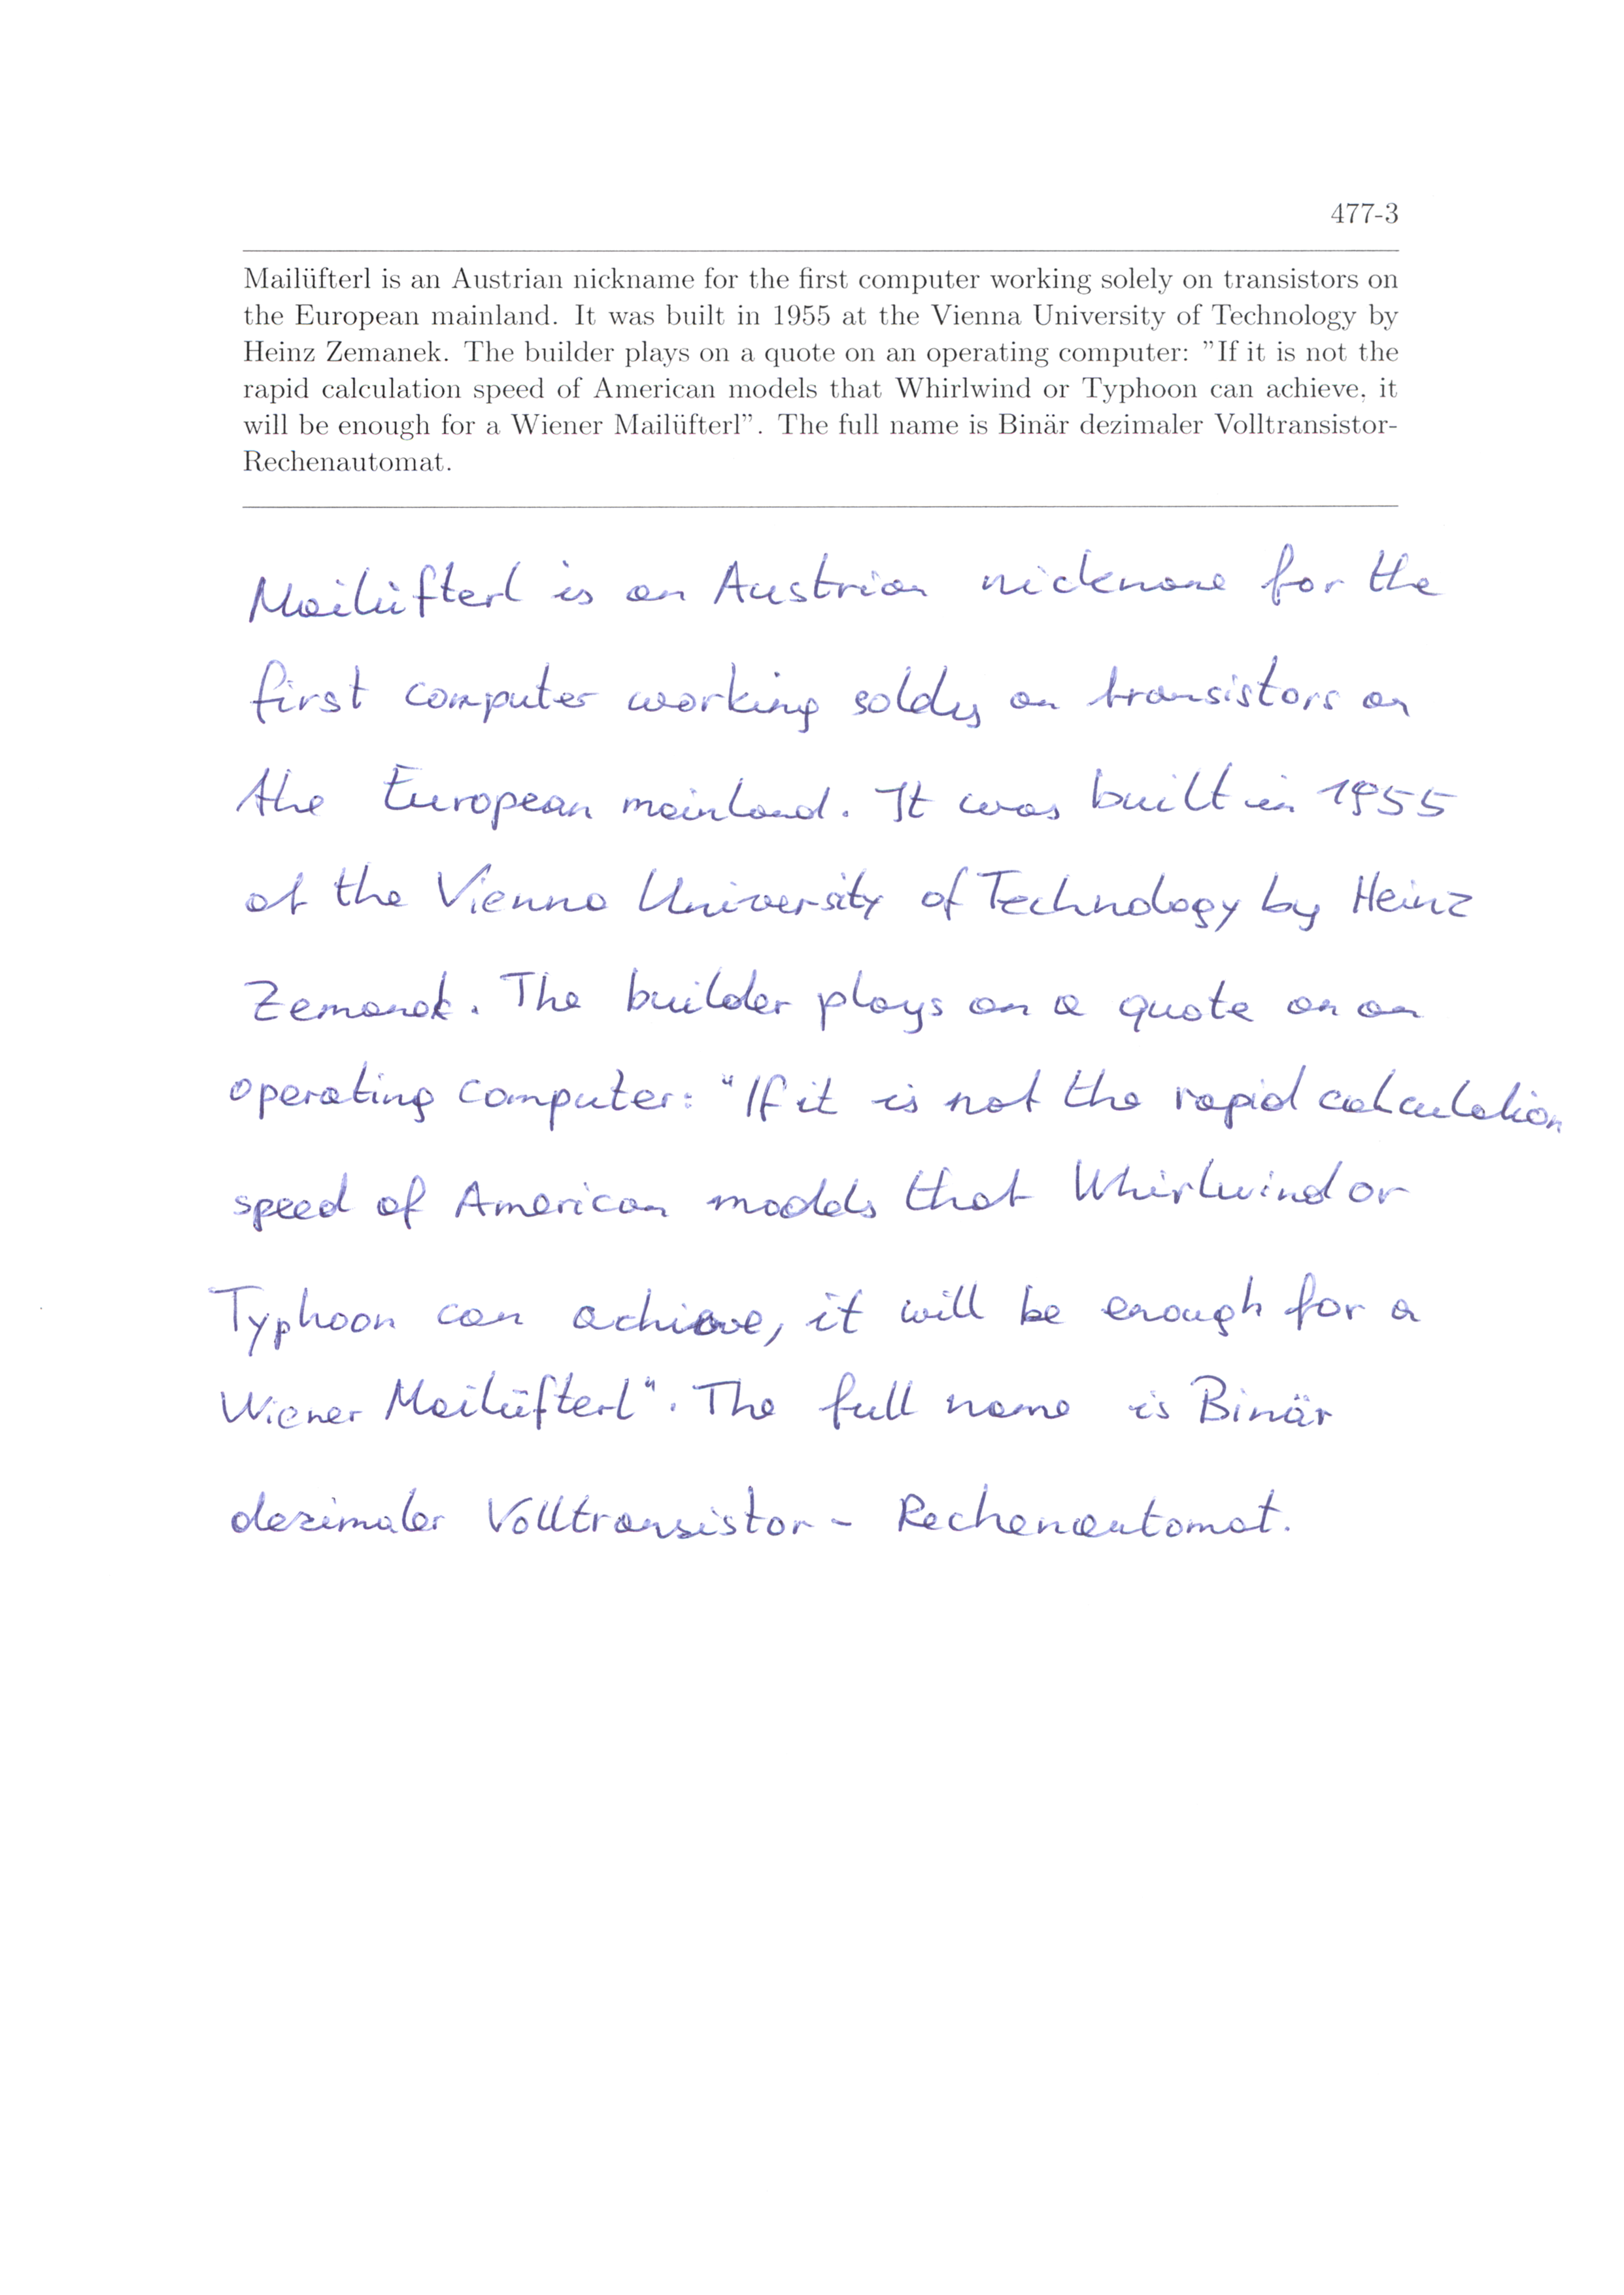 477-3
Mailüfterl is an Austrian nickname for the first computer working solely on transistors on
the European mainland. It was built in 1955 at the Vienna University of Technology by
Heinz Zemanek. The builder plays on a quote on an operating computer: ”If it is not the
rapid calculation speed of American models that Whirlwind or Typhoon can achieve, it
will be enough for a Wiener Mailüfterl”. The full name is Binär dezimaler Volltransistor-
Rechenautomat.
Mailüfterl is an Austrian nickname for the
first computer working solely on transistors on
the European mainland. It was built in 1955
at the Vienna University of Technology by Heinz
Zemanek. The builder plays on a quote on an
operating computer: "If it is not the rapid calculation
speed of American models that Whirlwind or
Typhoon can achieve, it will be enough for a
Wiener Mailüfterl". The full name is Binär
dezimaler Volltransistor- Rechenautomat.